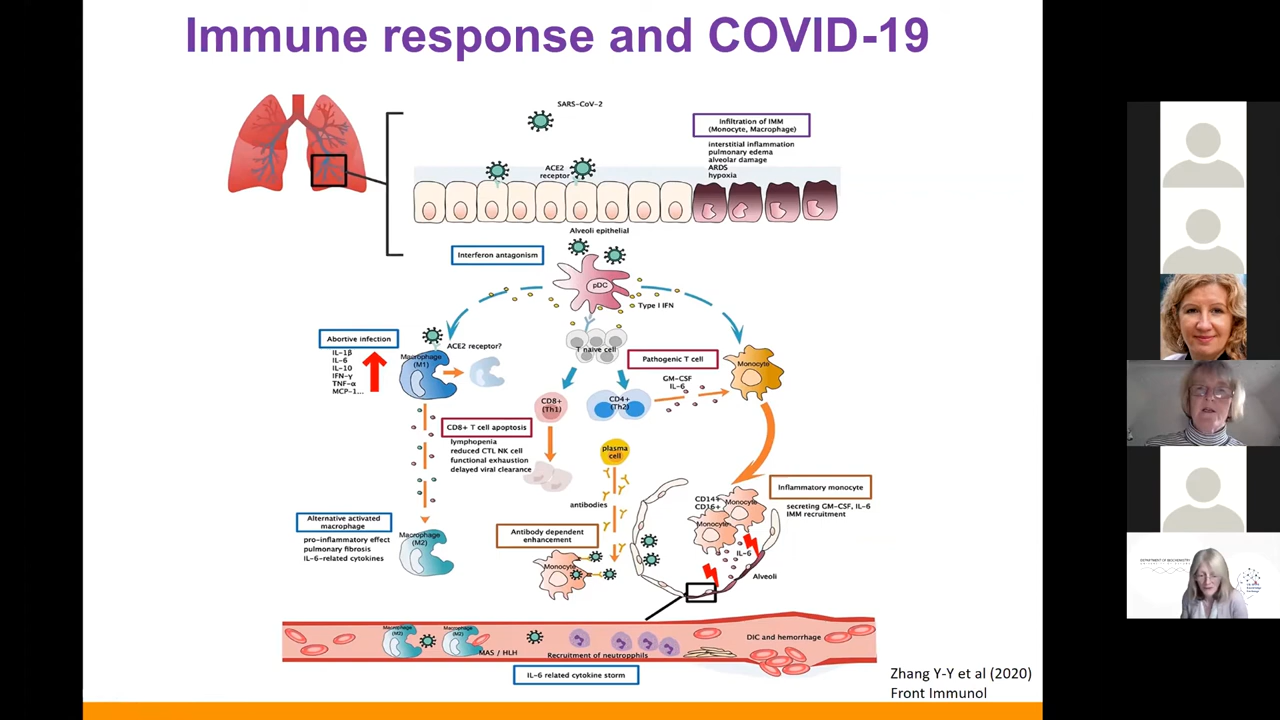 Immune response and COVID-19
SARS-CoV-2
Infiltration of IMM
(Monocyte, Macrophage)
interstitial inflammation
pulmonary edema
alveolar damage
ARDS
hypoxia
ACE2
receptor
Alveoli epithelial
Interferon antagonism
pDC
Type I IFN
Abortive infection
IL-1β
IL-6
IL-10
IFN-γ
TNF-α
MCP-1...
ACE2 receptor?
Macrophage
(M1)
T naive cell
Pathogenic T cell
Monocyte
GM-CSF
IL-6
CD8+
(Th1)
CD4+
(Th2)
CD8+ T cell apoptosis
lymphopenia
reduced CTL NK cell
functional exhaustion
delayed viral clearance
plasma
cell
antibodies
Inflammatory monocyte
secreting GM-CSF, IL-6
IMM recruitment
CD14+
CD16+
Monocyte
Monocyte
IL-6
Alveoli
Alternative activated
macrophage
pro-inflammatory effect
pulmonary fibrosis
IL-6-related cytokines
Macrophage
(M2)
Antibody dependent
enhancement
Monocyte
Macrophage
(M2)
Macrophage
(M2)
MAS / HLH
Recruitment of neutrophils
DIC and hemorrhage
IL-6 related cytokine storm
Zhang Y-Y et al (2020)
Front Immunol
DEPARTMENT OF BIOCHEMISTRY